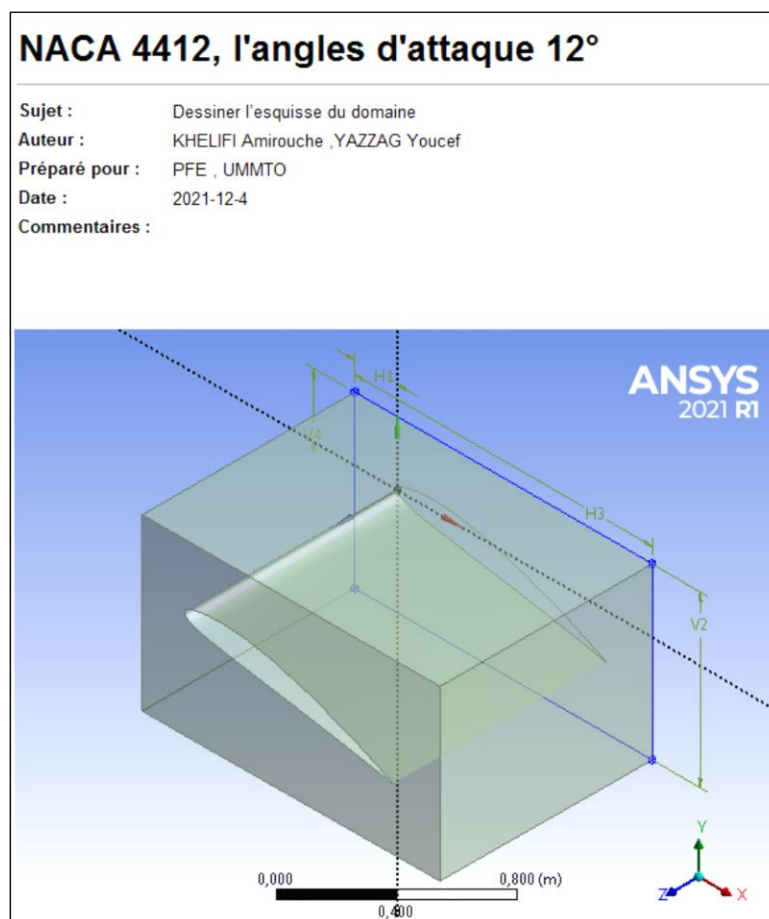 NACA 4412, l'angles d'attaque 12°
Sujet : Dessiner l'esquisse du domaine
Auteur : KHELIFI Amirouche ,YAZZAG Youcef
Préparé pour : PFE , UMMTO
Date : 2021-12-4
Commentaires :
ANSYS
2021 R1
H1
V4
H3
V2
Y
Z
X
0,000
0,800 (m)
0,400